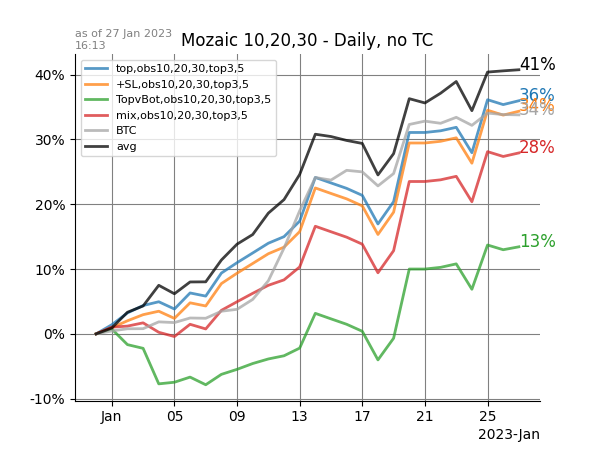 as of 27 Jan 2023
16:13
Mozaic 10,20,30 - Daily, no TC
top,obs10,20,30,top3,5
+SL,obs10,20,30,top3,5
TopvBot,obs10,20,30,top3,5
mix,obs10,20,30,top3,5
BTC
avg
40%
30%
20%
10%
0%
-10%
41%
36%
34%
34%
28%
13%
Jan
05
09
13
17
21
25
2023-Jan